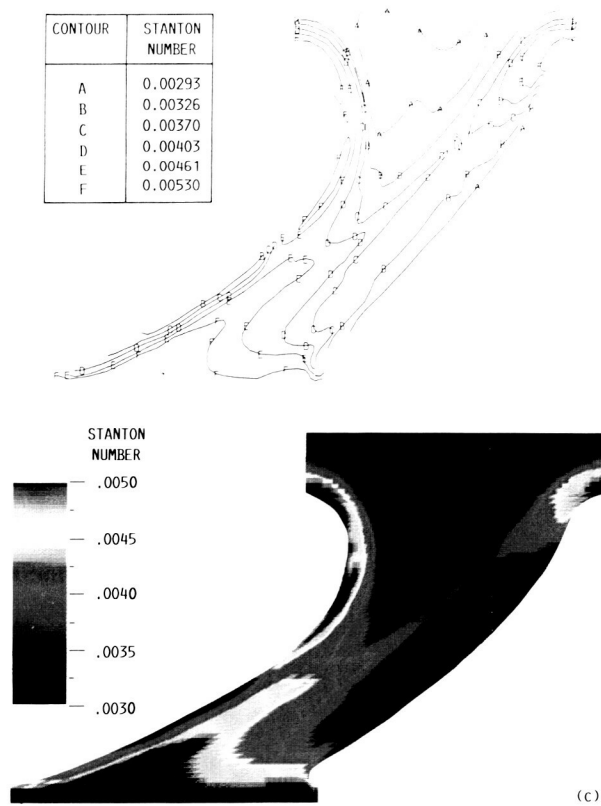 CONTOUR STANTON NUMBER
A 0.00293
B 0.00326
C 0.00370
D 0.00403
E 0.00461
F 0.00530
STANTON
NUMBER
.0050
.0045
.0040
.0035
.0030
(C)